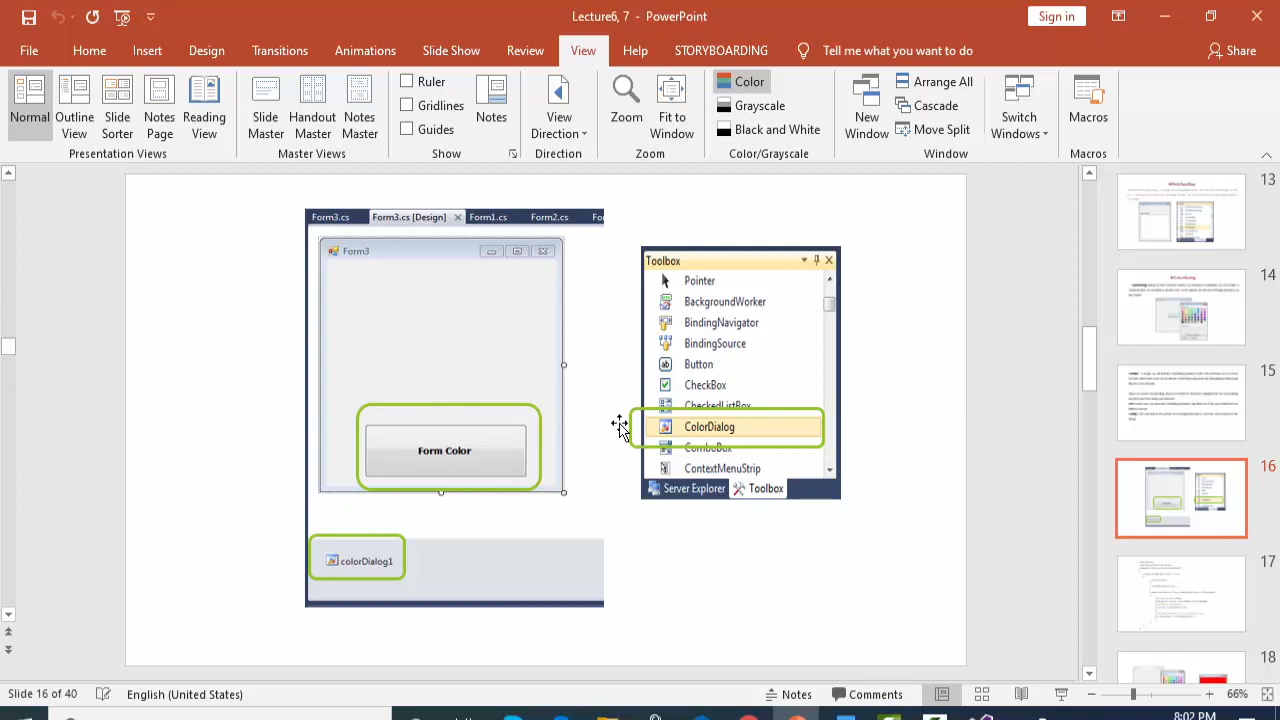 Lecture6, 7 - PowerPoint
Sign in
File Home Insert Design Transitions Animations Slide Show Review View Help STORYBOARDING Tell me what you want to do Share
Normal
Outline View
Slide Sorter
Notes Page
Reading View
Presentation Views
Slide Master
Handout Master
Notes Master
Master Views
Ruler
Gridlines
Guides
Notes
Show
View Direction
Direction
Zoom
Fit to Window
Zoom
Color
Grayscale
Black and White
Color/Grayscale
New Window
Arrange All
Cascade
Move Split
Switch Windows
Window
Macros
Macros
Form3.cs Form3.cs [Design] Form1.cs Form2.cs
Form3
Form Color
colorDialog1
Toolbox
Pointer
BackgroundWorker
BindingNavigator
BindingSource
ab Button
CheckBox
CheckedListBox
ColorDialog
ComboBox
ContextMenuStrip
Server Explorer Toolbox
13
14
15
16
17
18
Slide 16 of 40 English (United States) Notes Comments 66%
8:02 PM